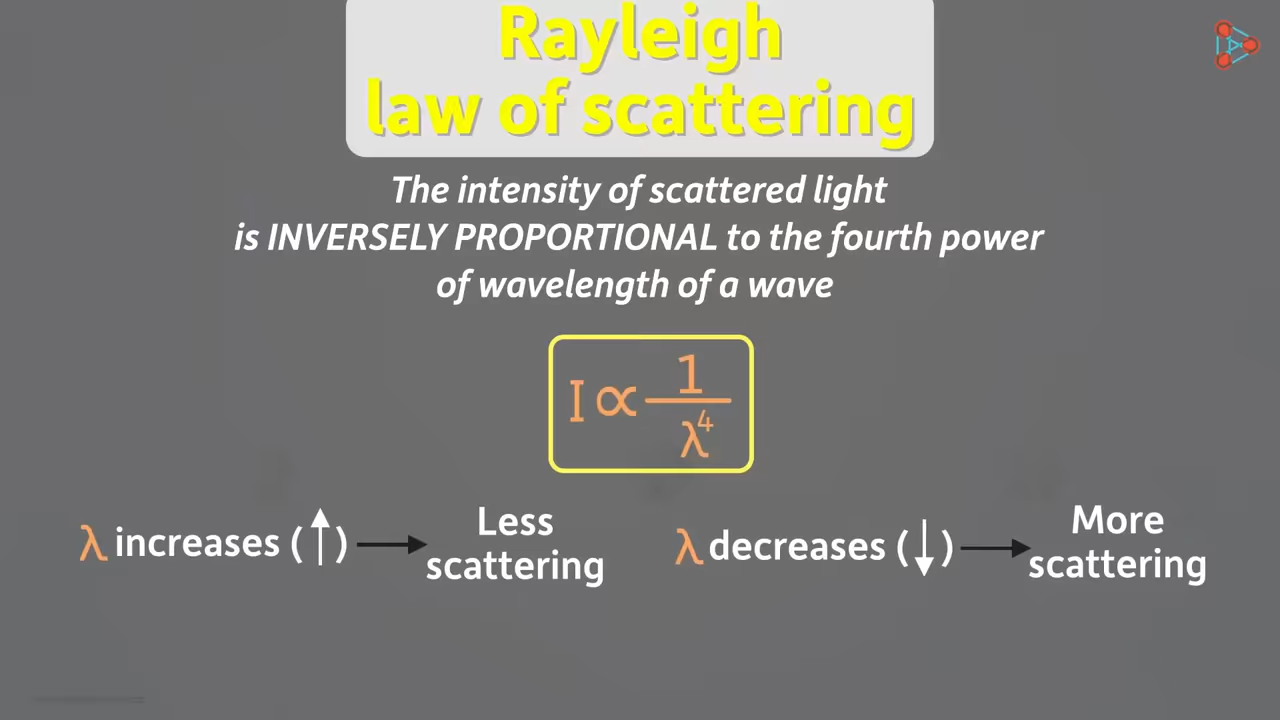 Rayleigh
law of scattering
The intensity of scattered light
is INVERSELY PROPORTIONAL to the fourth power
of wavelength of a wave
I ∝ 1/λ⁴
λ increases (↑) → Less scattering
λ decreases (↓) → More scattering